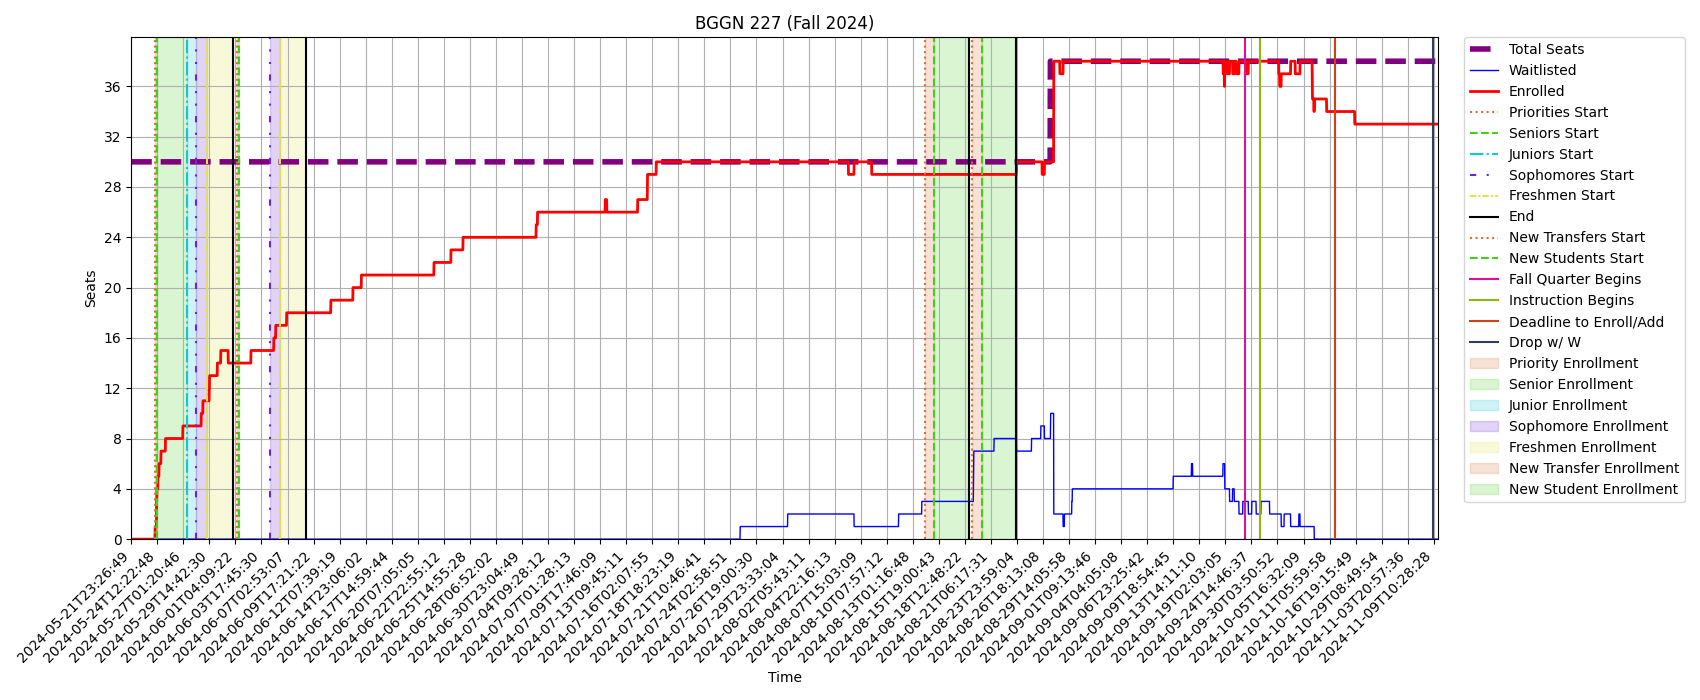 BGGN 227 (Fall 2024)
Seats
36
32
28
24
20
16
12
8
4
0
2024-05-21T23:26:49
2024-05-24T12:22:48
2024-05-27T01:20:46
2024-05-29T14:42:30
2024-06-01T04:09:22
2024-06-03T17:45:30
2024-06-07T02:53:07
2024-06-09T17:21:22
2024-06-12T07:39:19
2024-06-14T23:06:02
2024-06-17T14:59:44
2024-06-20T07:05:05
2024-06-22T22:55:12
2024-06-25T14:55:28
2024-06-28T06:52:02
2024-06-30T23:04:49
2024-07-04T09:28:12
2024-07-07T01:28:13
2024-07-09T17:46:09
2024-07-13T09:45:11
2024-07-16T02:07:55
2024-07-18T18:23:19
2024-07-21T10:46:41
2024-07-24T02:58:51
2024-07-26T19:00:30
2024-07-29T23:33:04
2024-08-02T05:43:11
2024-08-04T22:16:13
2024-08-07T15:03:09
2024-08-10T07:57:12
2024-08-13T01:16:48
2024-08-15T19:00:43
2024-08-18T12:48:22
2024-08-21T06:17:31
2024-08-23T23:59:04
2024-08-26T18:13:08
2024-08-29T14:05:58
2024-09-01T09:13:46
2024-09-04T04:05:08
2024-09-06T23:25:42
2024-09-09T18:54:45
2024-09-13T14:11:10
2024-09-19T02:03:05
2024-09-24T14:46:37
2024-09-30T03:50:52
2024-10-05T16:32:09
2024-10-11T05:59:58
2024-10-16T19:15:49
2024-10-29T08:49:54
2024-11-03T20:57:36
2024-11-09T10:28:28
Time
Total Seats
Waitlisted
Enrolled
Priorities Start
Seniors Start
Juniors Start
Sophomores Start
Freshmen Start
End
New Transfers Start
New Students Start
Fall Quarter Begins
Instruction Begins
Deadline to Enroll/Add
Drop w/ W
Priority Enrollment
Senior Enrollment
Junior Enrollment
Sophomore Enrollment
Freshmen Enrollment
New Transfer Enrollment
New Student Enrollment